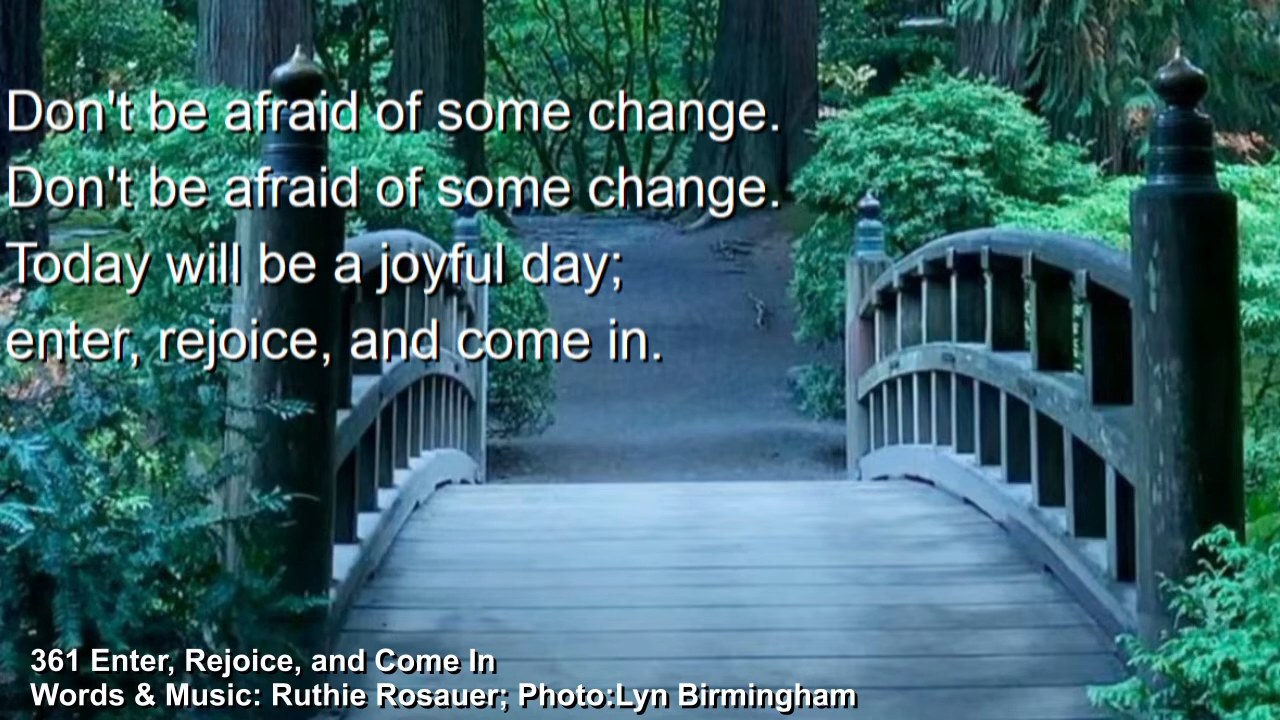 Don't be afraid of some change.
Don't be afraid of some change.
Today will be a joyful day;
enter, rejoice, and come in.
361 Enter, Rejoice, and Come In
Words & Music: Ruthie Rosauer; Photo:Lyn Birmingham